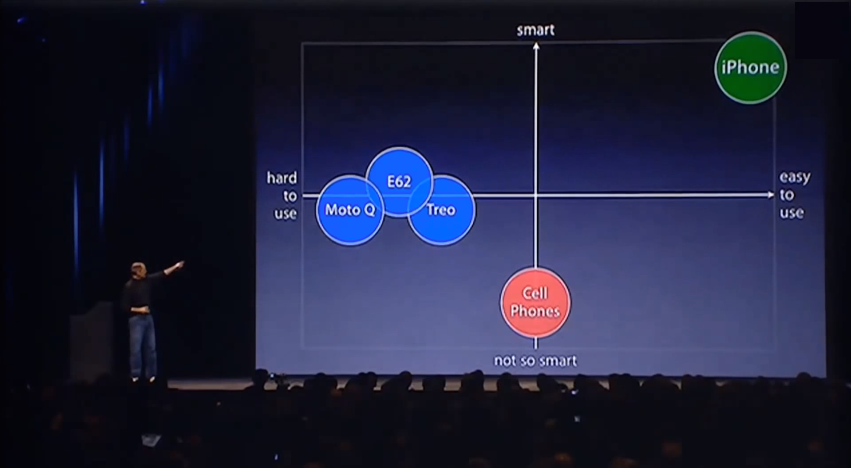 smart
iPhone
hard
to
use
E62
Moto Q
Treo
easy
to
use
Cell
Phones
not so smart